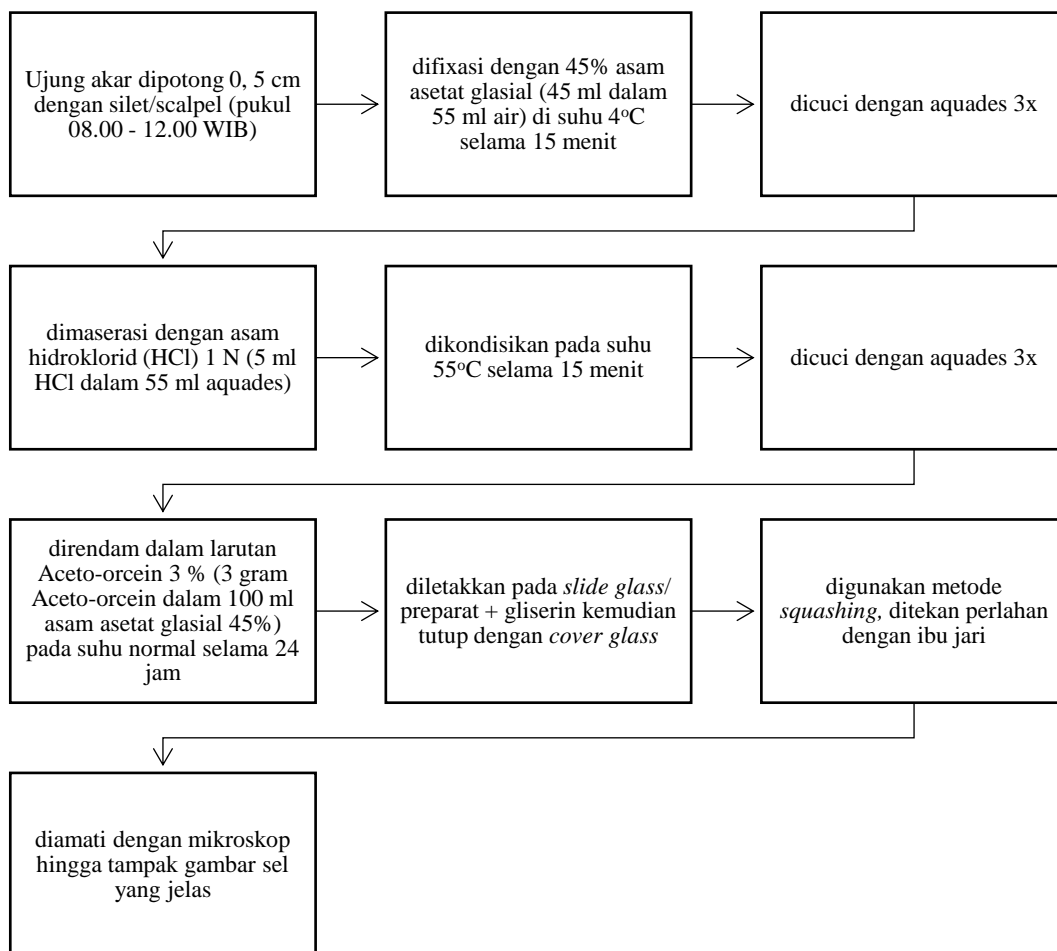 Ujung akar dipotong 0, 5 cm
dengan silet/scalpel (pukul
08.00 - 12.00 WIB)
difixasi dengan 45% asam
asetat glasial (45 ml dalam
55 ml air) di suhu 4°C
selama 15 menit
dicuci dengan aquades 3x
dimaserasi dengan asam
hidroklorid (HCl) 1 N (5 ml
HCl dalam 55 ml aquades)
dikondisikan pada suhu
55°C selama 15 menit
dicuci dengan aquades 3x
direndam dalam larutan
Aceto-orcein 3 % (3 gram
Aceto-orcein dalam 100 ml
asam asetat glasial 45%)
pada suhu normal selama 24
jam
diletakkan pada slide glass/
preparat + gliserin kemudian
tutup dengan cover glass
digunakan metode
squashing, ditekan perlahan
dengan ibu jari
diamati dengan mikroskop
hingga tampak gambar sel
yang jelas